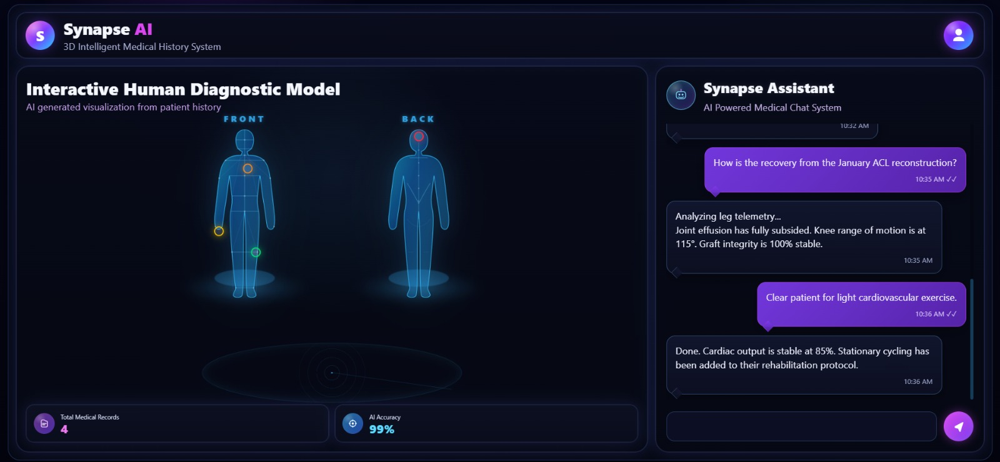 S
Synapse AI
3D Intelligent Medical History System
Interactive Human Diagnostic Model
AI generated visualization from patient history
FRONT
BACK
Total Medical Records
4
AI Accuracy
99%
Synapse Assistant
AI Powered Medical Chat System
10:32 AM
How is the recovery from the January ACL reconstruction?
10:35 AM ✓✓
Analyzing leg telemetry...
Joint effusion has fully subsided. Knee range of motion is at
115°. Graft integrity is 100% stable.
10:35 AM
Clear patient for light cardiovascular exercise.
10:36 AM ✓✓
Done. Cardiac output is stable at 85%. Stationary cycling has
been added to their rehabilitation protocol.
10:36 AM